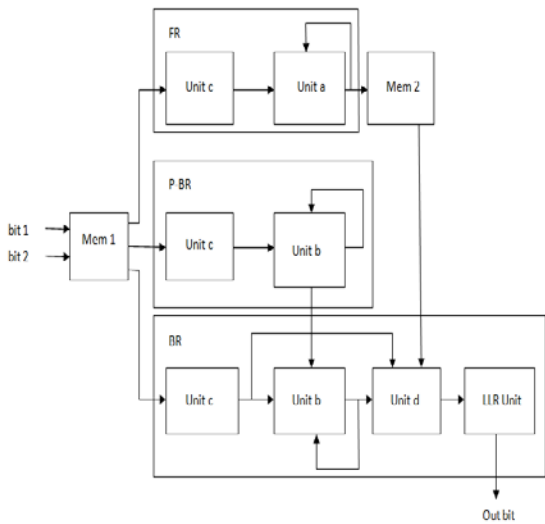 FR
Unit c
Unit a
Mem 2
P BR
bit 1
bit 2
Mem 1
Unit c
Unit b
BR
Unit c
Unit b
Unit d
LLR Unit
Out bit